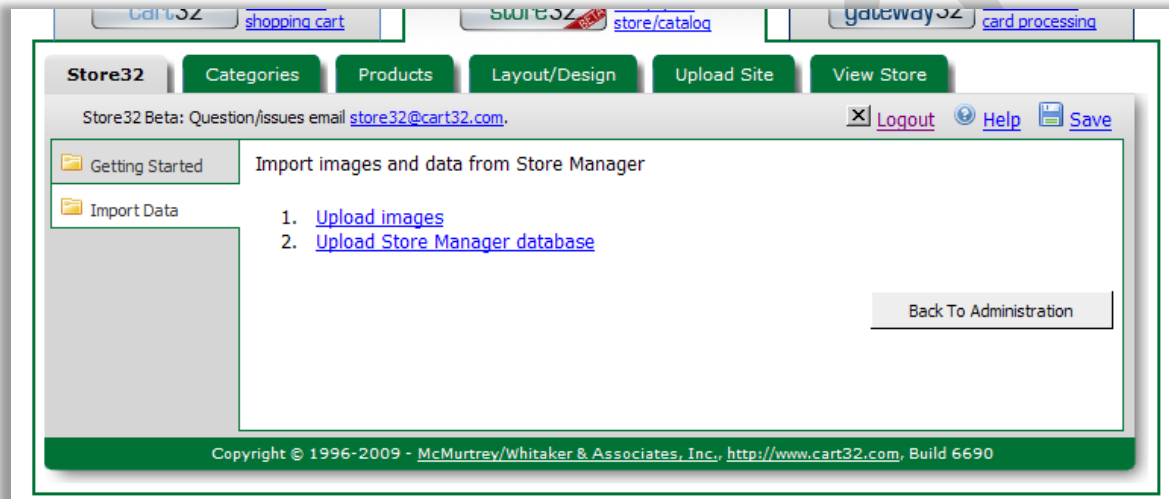 cart32
shopping cart
store32 BETA
store/catalog
gateway32
card processing
Store32 Categories Products Layout/Design Upload Site View Store
Store32 Beta: Question/issues email store32@cart32.com. Logout Help Save
Getting Started
Import Data
Import images and data from Store Manager
1. Upload images
2. Upload Store Manager database
Back To Administration
Copyright © 1996-2009 - McMurtrey/Whitaker & Associates, Inc., http://www.cart32.com, Build 6690